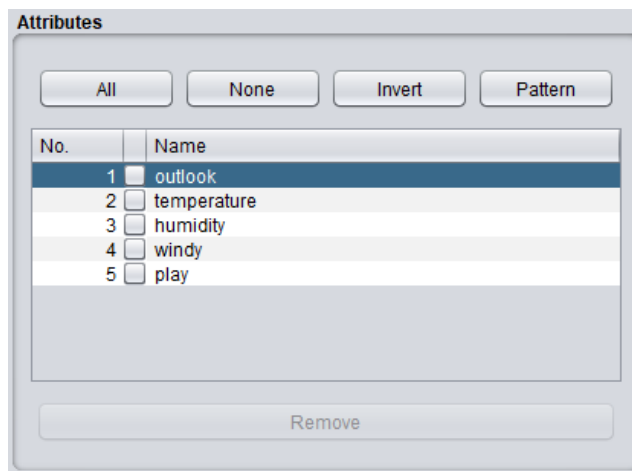 Attributes
All None Invert Pattern
No. Name
1 outlook
2 temperature
3 humidity
4 windy
5 play
Remove